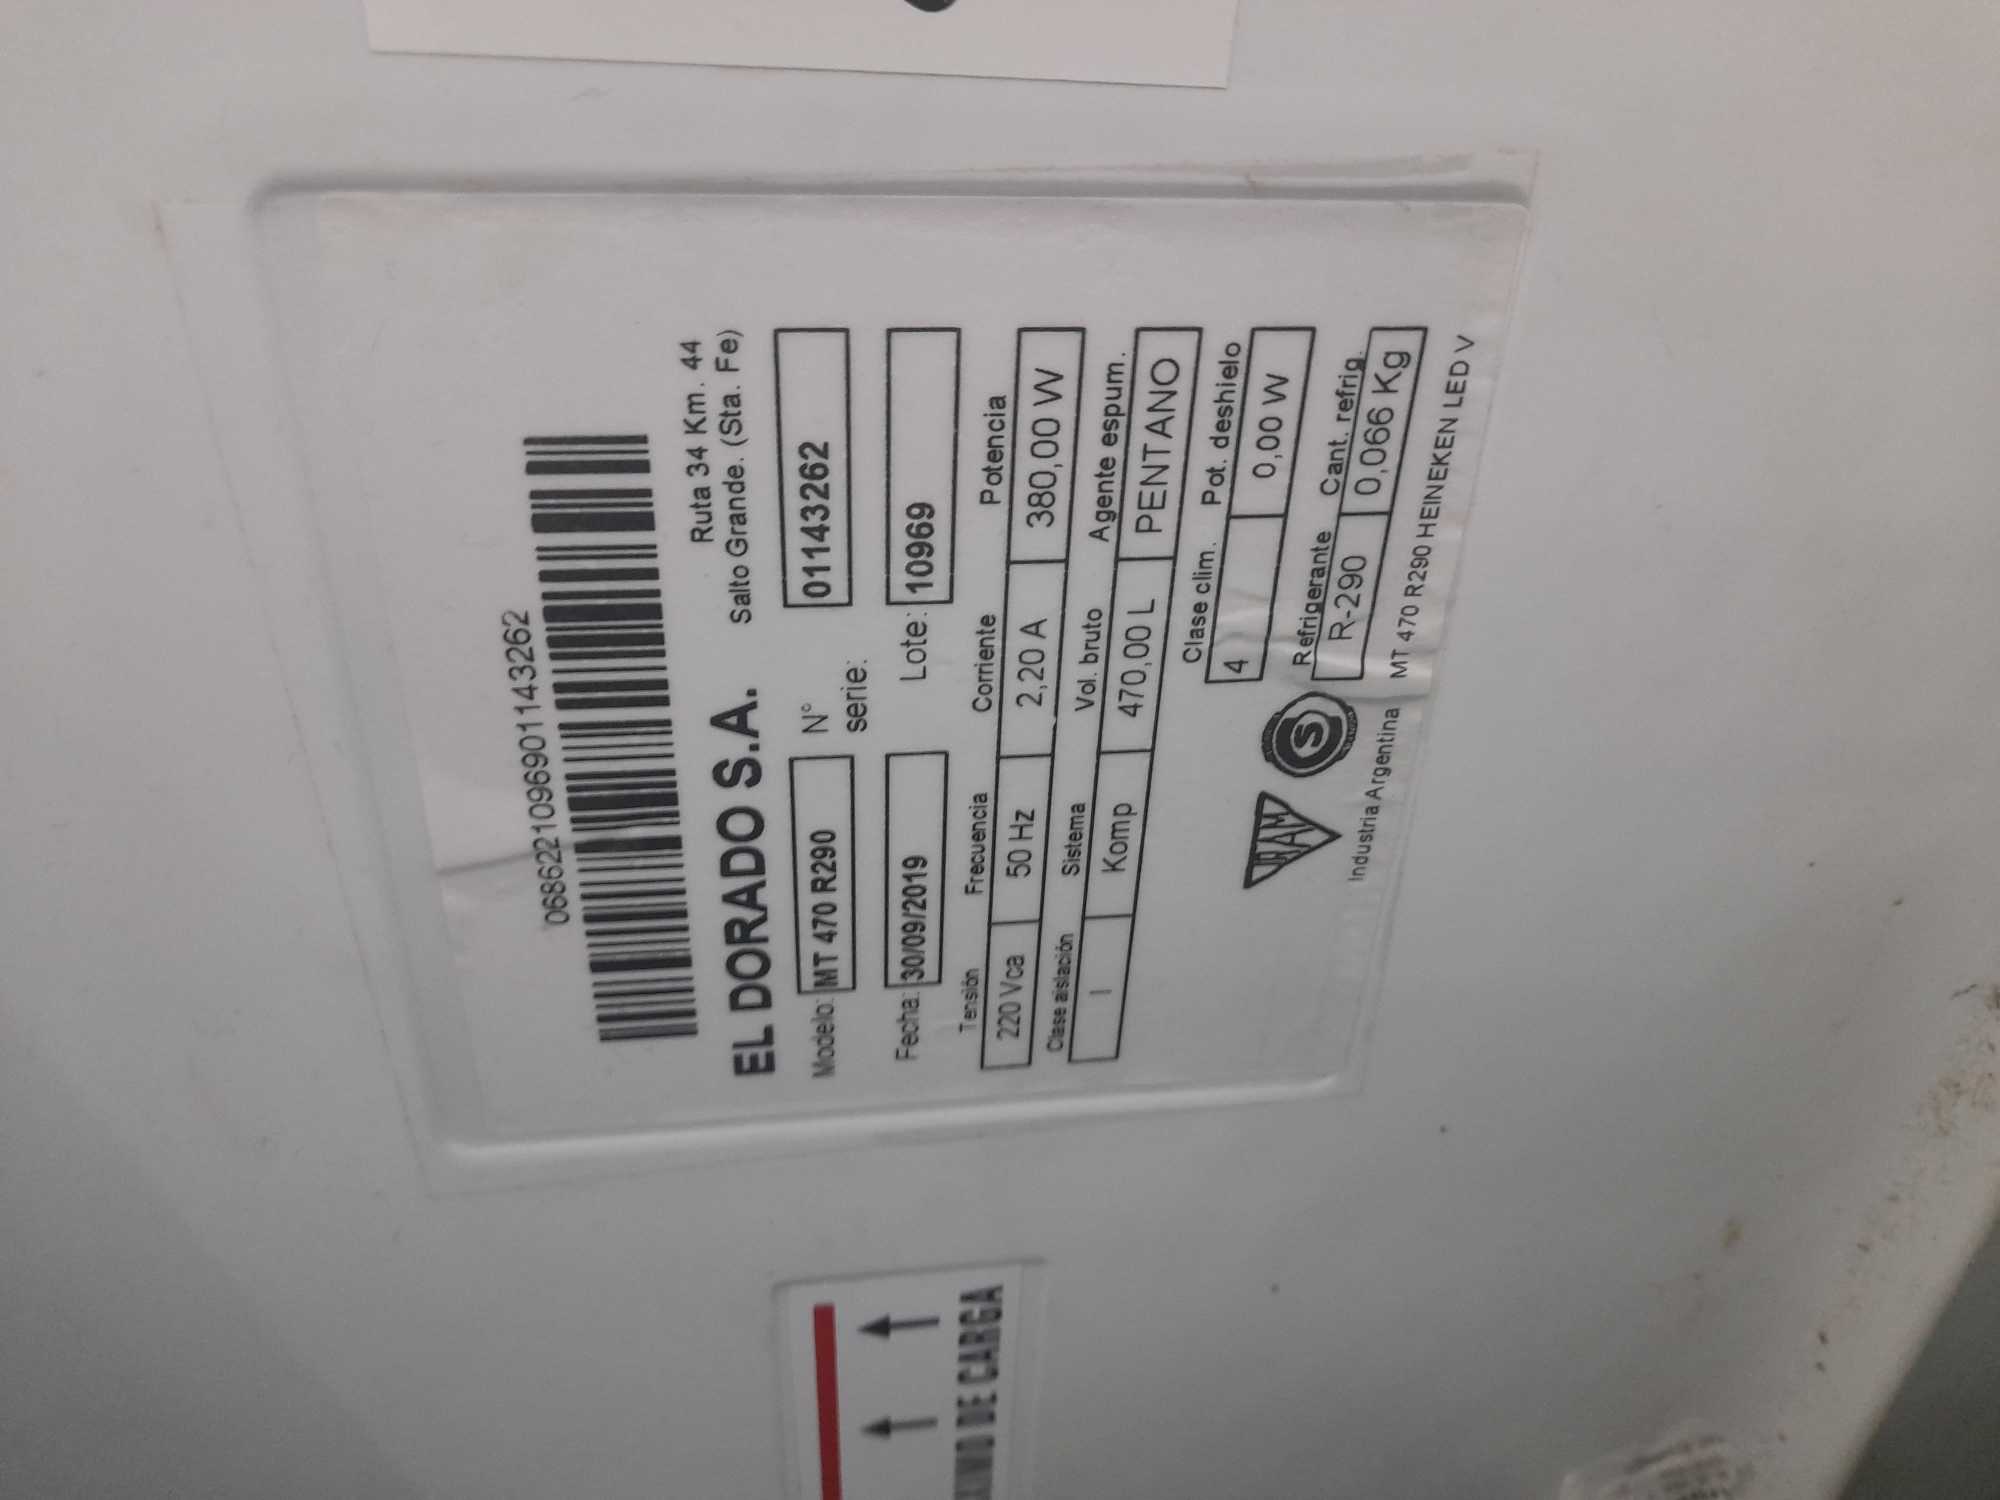 0686221096901143262
EL DORADO S.A.
Ruta 34 Km. 44
Salto Grande. (Sta. Fe)
Modelo: MT 470 R290 N° serie: 01143262
Fecha: 30/09/2019 Lote: 10969
Tensión Frecuencia Corriente Potencia
220 Vca 50 Hz 2,20 A 380,00 W
Clase aislación Sistema Vol. bruto Agente espum.
I Komp 470,00 L PENTANO
Clase clim. Pot. deshielo
4 0,00 W
Refrigerante Cant. refrig.
R-290 0,066 Kg
IRAM S
Industria Argentina MT 470 R290 HEINEKEN LED V
DE CARGA